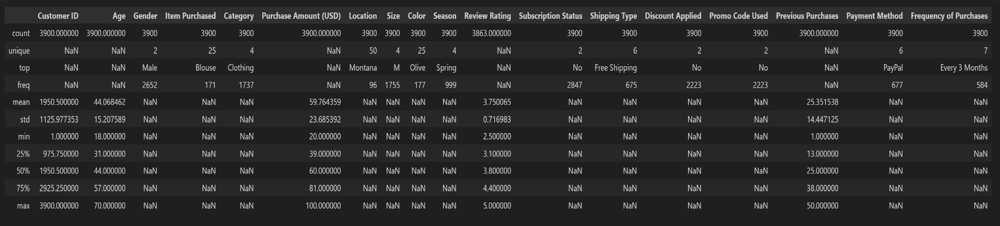 Customer ID Age Gender Item Purchased Category Purchase Amount (USD) Location Size Color Season Review Rating Subscription Status Shipping Type Discount Applied Promo Code Used Previous Purchases Payment Method Frequency of Purchases
count 3900.000000 3900.000000 3900 3900 3900 3900.000000 3900 3900 3900 3900 3863.000000 3900 3900 3900 3900 3900.000000 3900 3900
unique NaN NaN 2 25 4 NaN 50 4 25 4 NaN 2 6 2 2 NaN 6 7
top NaN NaN Male Blouse Clothing NaN Montana M Olive Spring NaN No Free Shipping No No NaN PayPal Every 3 Months
freq NaN NaN 2652 171 1737 NaN 96 1755 177 999 NaN 2847 675 2223 2223 NaN 677 584
mean 1950.500000 44.068462 NaN NaN NaN 59.764359 NaN NaN NaN NaN 3.750065 NaN NaN NaN NaN 25.351538 NaN NaN
std 1125.977353 15.207589 NaN NaN NaN 23.685392 NaN NaN NaN NaN 0.716983 NaN NaN NaN NaN 14.447125 NaN NaN
min 1.000000 18.000000 NaN NaN NaN 20.000000 NaN NaN NaN NaN 2.500000 NaN NaN NaN NaN 1.000000 NaN NaN
25% 975.750000 31.000000 NaN NaN NaN 39.000000 NaN NaN NaN NaN 3.100000 NaN NaN NaN NaN 13.000000 NaN NaN
50% 1950.500000 44.000000 NaN NaN NaN 60.000000 NaN NaN NaN NaN 3.800000 NaN NaN NaN NaN 25.000000 NaN NaN
75% 2925.250000 57.000000 NaN NaN NaN 81.000000 NaN NaN NaN NaN 4.400000 NaN NaN NaN NaN 38.000000 NaN NaN
max 3900.000000 70.000000 NaN NaN NaN 100.000000 NaN NaN NaN NaN 5.000000 NaN NaN NaN NaN 50.000000 NaN NaN